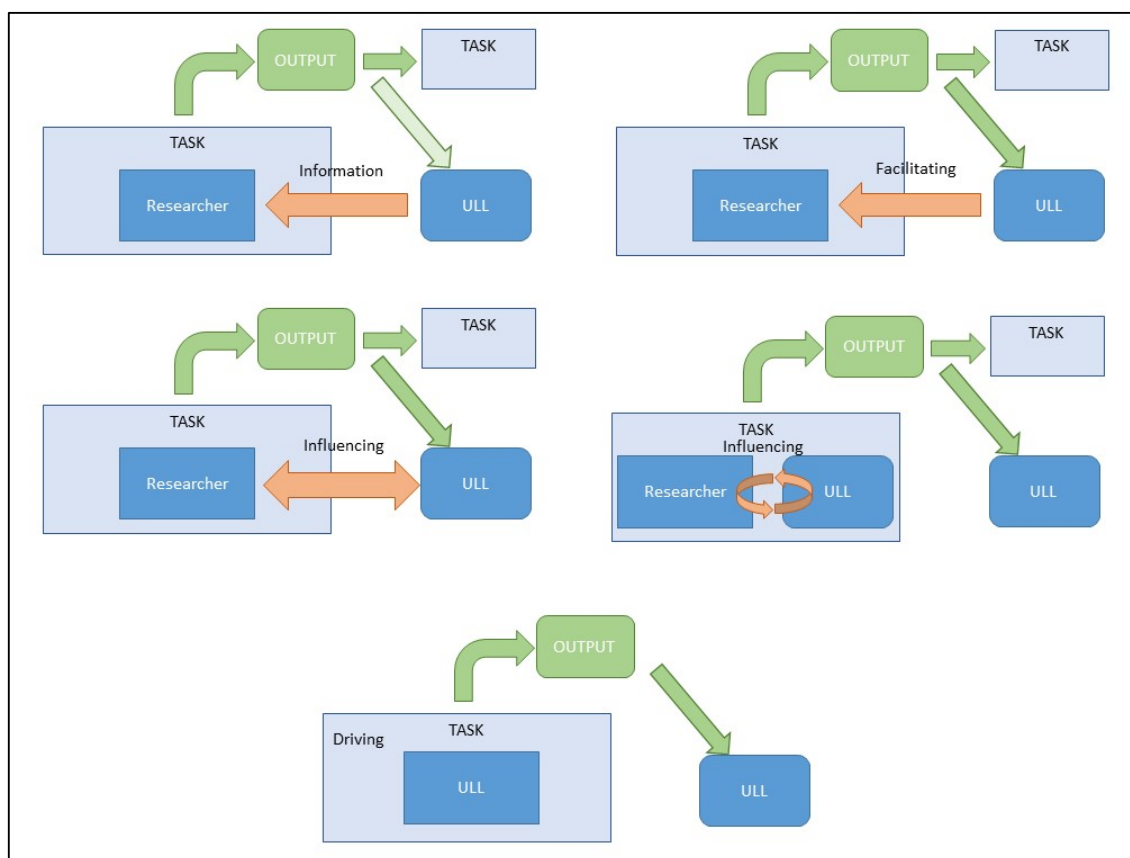 TASK
OUTPUT
TASK
Information
Researcher
ULL
TASK
OUTPUT
TASK
Facilitating
Researcher
ULL
TASK
OUTPUT
TASK
Influencing
Researcher
ULL
TASK
OUTPUT
TASK
Influencing
Researcher
ULL
ULL
OUTPUT
Driving
TASK
ULL
ULL